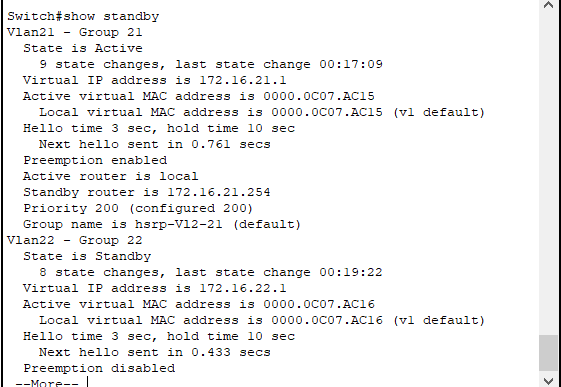 Switch#show standby
Vlan21 - Group 21
State is Active
9 state changes, last state change 00:17:09
Virtual IP address is 172.16.21.1
Active virtual MAC address is 0000.0C07.AC15
Local virtual MAC address is 0000.0C07.AC15 (v1 default)
Hello time 3 sec, hold time 10 sec
Next hello sent in 0.761 secs
Preemption enabled
Active router is local
Standby router is 172.16.21.254
Priority 200 (configured 200)
Group name is hsrp-Vl2-21 (default)
Vlan22 - Group 22
State is Standby
8 state changes, last state change 00:19:22
Virtual IP address is 172.16.22.1
Active virtual MAC address is 0000.0C07.AC16
Local virtual MAC address is 0000.0C07.AC16 (v1 default)
Hello time 3 sec, hold time 10 sec
Next hello sent in 0.433 secs
Preemption disabled
--More--